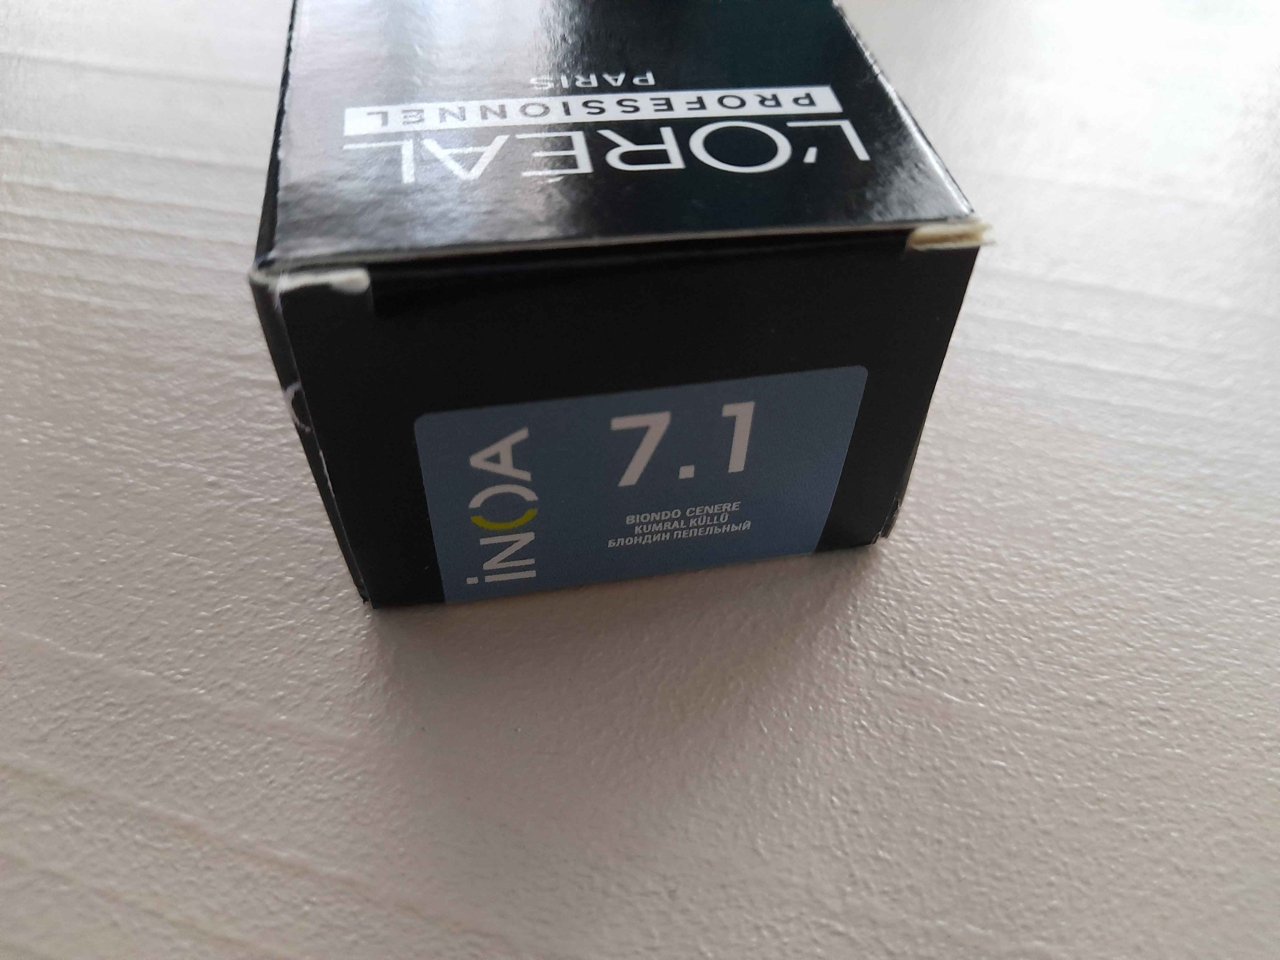 L'ORÉAL
PROFESSIONNEL
PARIS
INOA
7.1
BIONDO CENERE
KUMRAL KÜLLÜ
БЛОНДИН ПЕПЕЛЬНЫЙ